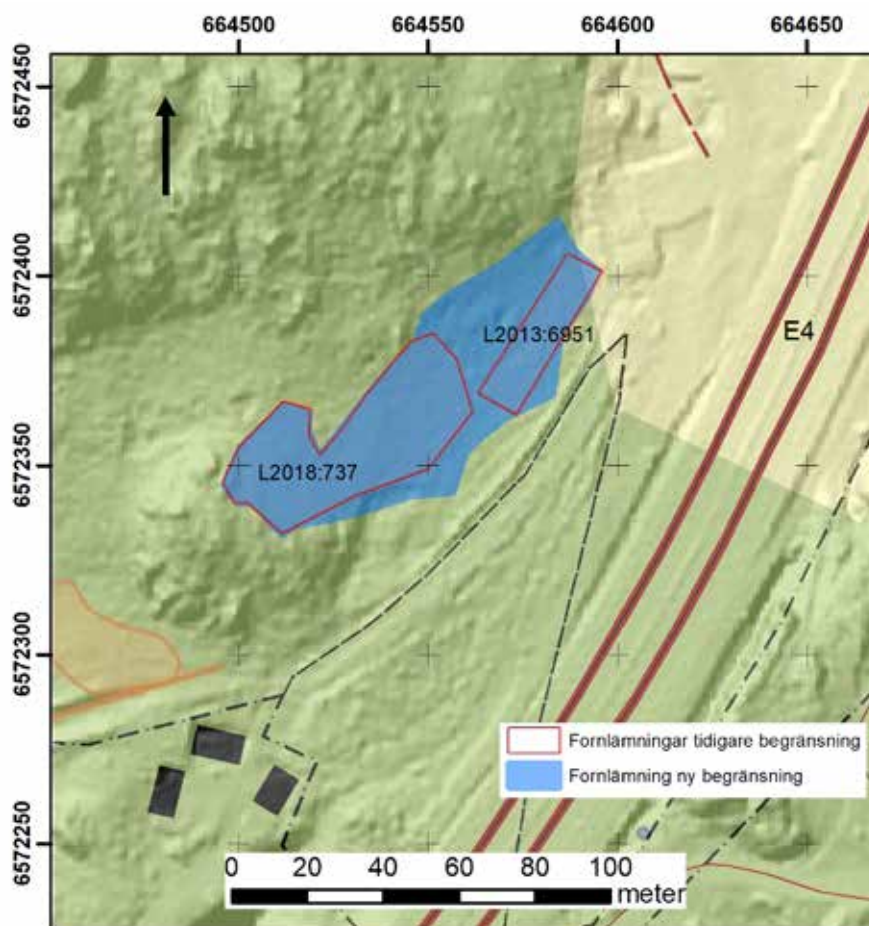 664500 664550 664600 664650
6572450
6572400
L2013:6951
E4
6572350
L2018:737
6572300
Fornlämningar tidigare begränsning
Fornlämning ny begränsning
6572250
0 20 40 60 80 100
meter